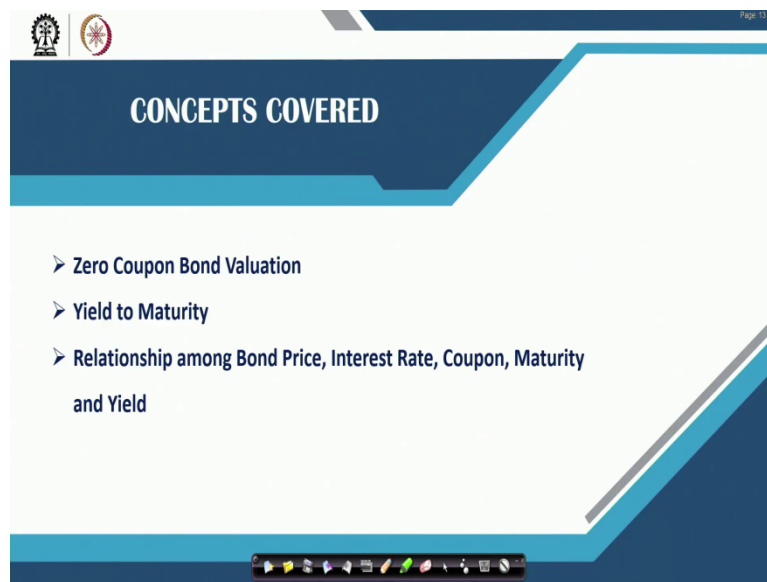 Page: 13
CONCEPTS COVERED
➢ Zero Coupon Bond Valuation
➢ Yield to Maturity
➢ Relationship among Bond Price, Interest Rate, Coupon, Maturity
and Yield